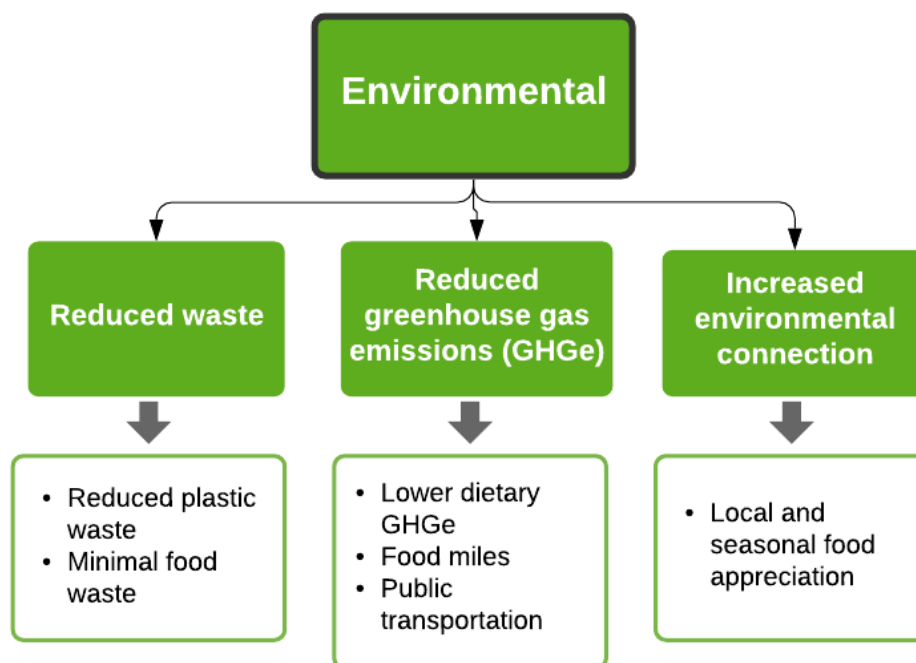 Environmental
Reduced waste
Reduced
greenhouse gas
emissions (GHGe)
Increased
environmental
connection
• Reduced plastic
waste
• Minimal food
waste
• Lower dietary
GHGe
• Food miles
• Public
transportation
• Local and
seasonal food
appreciation